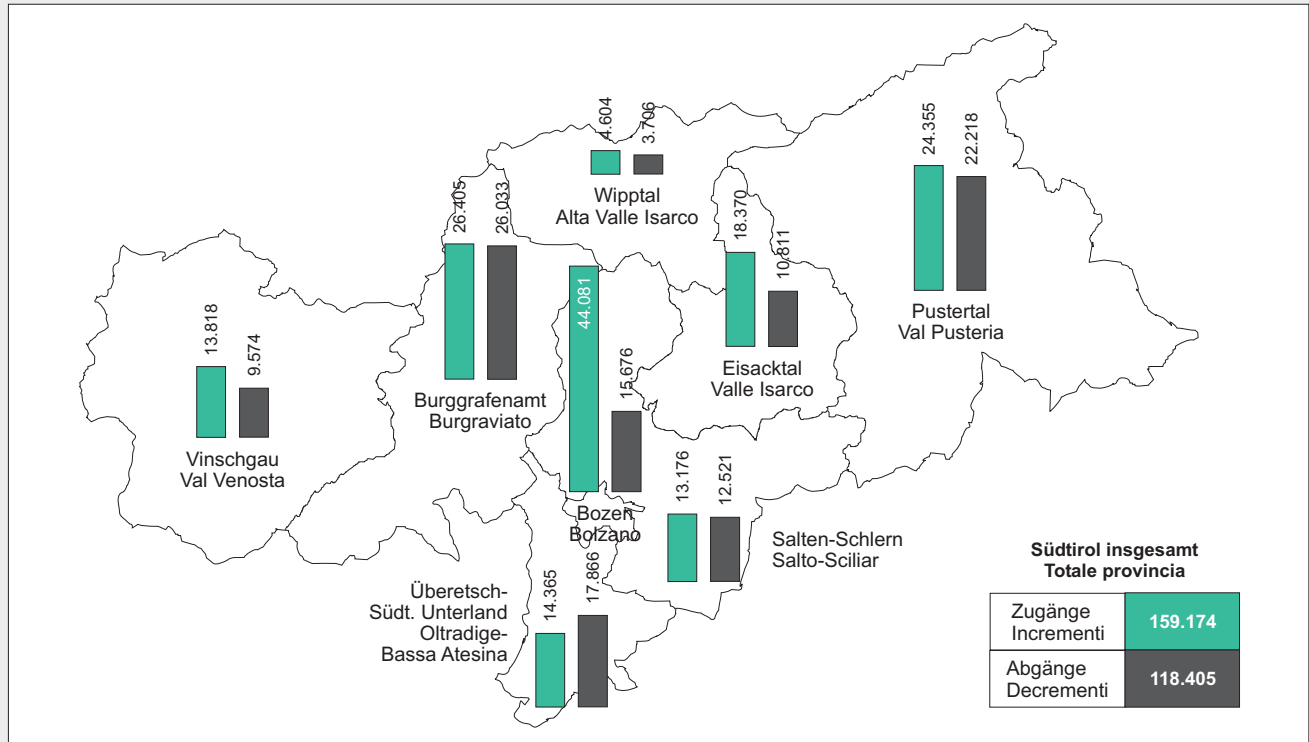 4.604
3.706
Wipptal
Alta Valle Isarco
24.355
22.218
Pustertal
Val Pusteria
26.405
26.033
Burggrafenamt
Burgraviato
18.370
10.811
Eisacktal
Valle Isarco
13.818
9.574
Vinschgau
Val Venosta
44.081
15.676
Bozen
Bolzano
13.176
12.521
Salten-Schlern
Salto-Sciliar
Überetsch-
Südt. Unterland
Oltradige-
Bassa Atesina
14.365
17.866
Südtirol insgesamt
Totale provincia
Zugänge
Incrementi
159.174
Abgänge
Decrementi
118.405